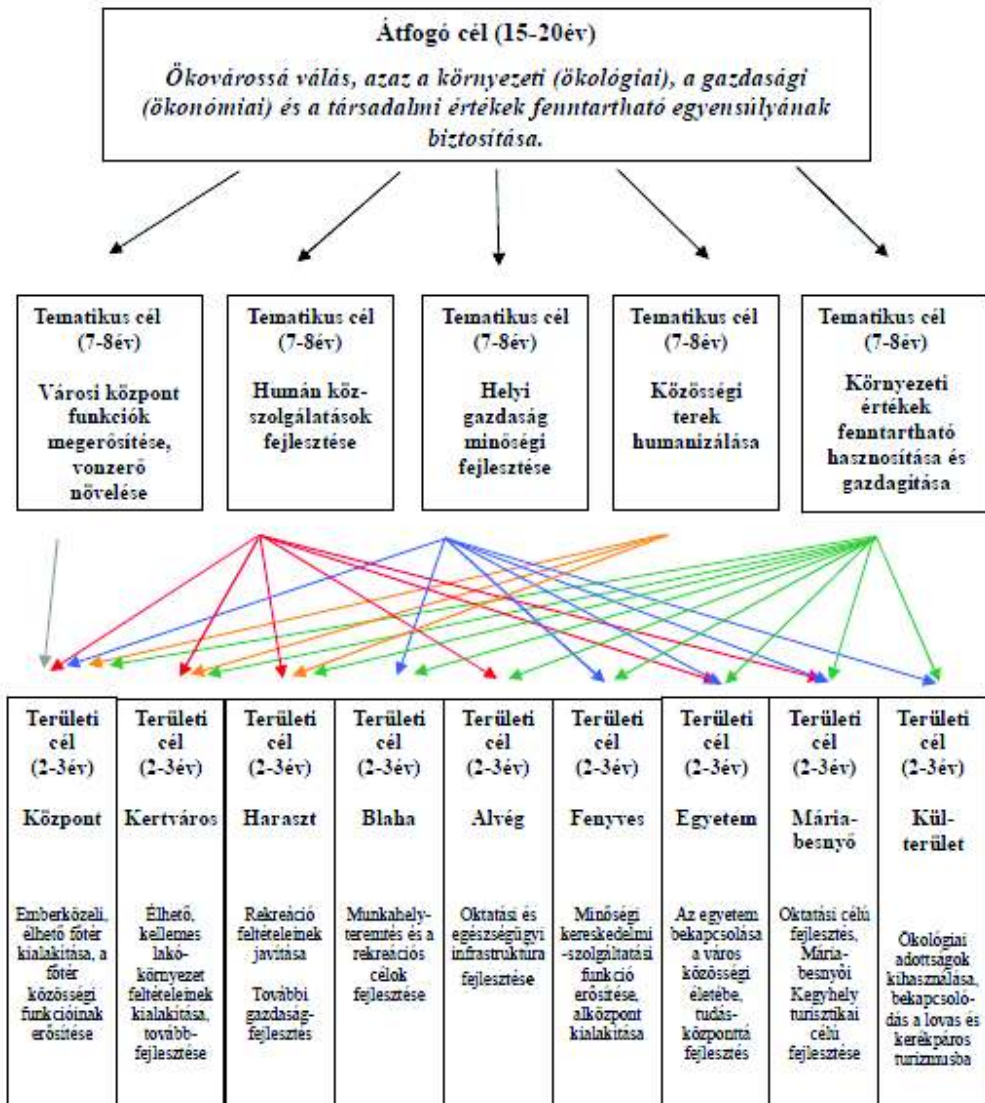 Átfogó cél (15-20év)
Ökovárossá válás, azaz a környezeti (ökológiai), a gazdasági
(ökonómiai) és a társadalmi értékek fenntartható egyensúlyának
biztosítása.
Tematikus cél
(7-8év)
Városi központ
funkciók
megerősítése,
vonzerő
növelése
Tematikus cél
(7-8év)
Humán köz-
szolgálatások
fejlesztése
Tematikus cél
(7-8év)
Helyi
gazdaság
minőségi
fejlesztése
Tematikus cél
(7-8év)
Közösségi
terek
humanizálása
Tematikus cél
(7-8év)
Környezeti
értékek
fenntartható
hasznosítása és
gazdagítása
Területi
cél
(2-3év)
Központ
Emberközeli,
élhető főtér
kialakítása, a
főtér
közösségi
funkcióinak
erősítése
Területi
cél
(2-3év)
Kertváros
Élhető,
kellemes
lakó-
környezet
feltételeinek
kialakítása,
tovább-
fejlesztése
Területi
cél
(2-3év)
Haraszt
Rekreáció
feltételeinek
javítása
További
gazdaság-
fejlesztés
Területi
cél
(2-3év)
Blaha
Munkahely-
teremtés és a
rekreációs
célok
fejlesztése
Területi
cél
(2-3év)
Alvég
Oktatási és
egészségügyi
infrastruktúra
fejlesztése
Területi
cél
(2-3év)
Fenyves
Minőségi
kereskedelmi
-szolgáltatási
funkció
erősítése,
alközpont
kialakítása
Területi
cél
(2-3év)
Egyetem
Az egyetem
bekapcsolása
a város
közösségi
életébe,
tudás-
központtá
fejlesztés
Területi
cél
(2-3év)
Mária-
besnyő
Oktatási célú
fejlesztés,
Mária-
besnyői
Kegyhely
turisztikai
célú
fejlesztése
Területi
cél
(2-3év)
Kül-
terület
Ökológiai
adottságok
kihasználása,
bekapcsoló-
dás a lovas és
kerékpáros
turizmusba